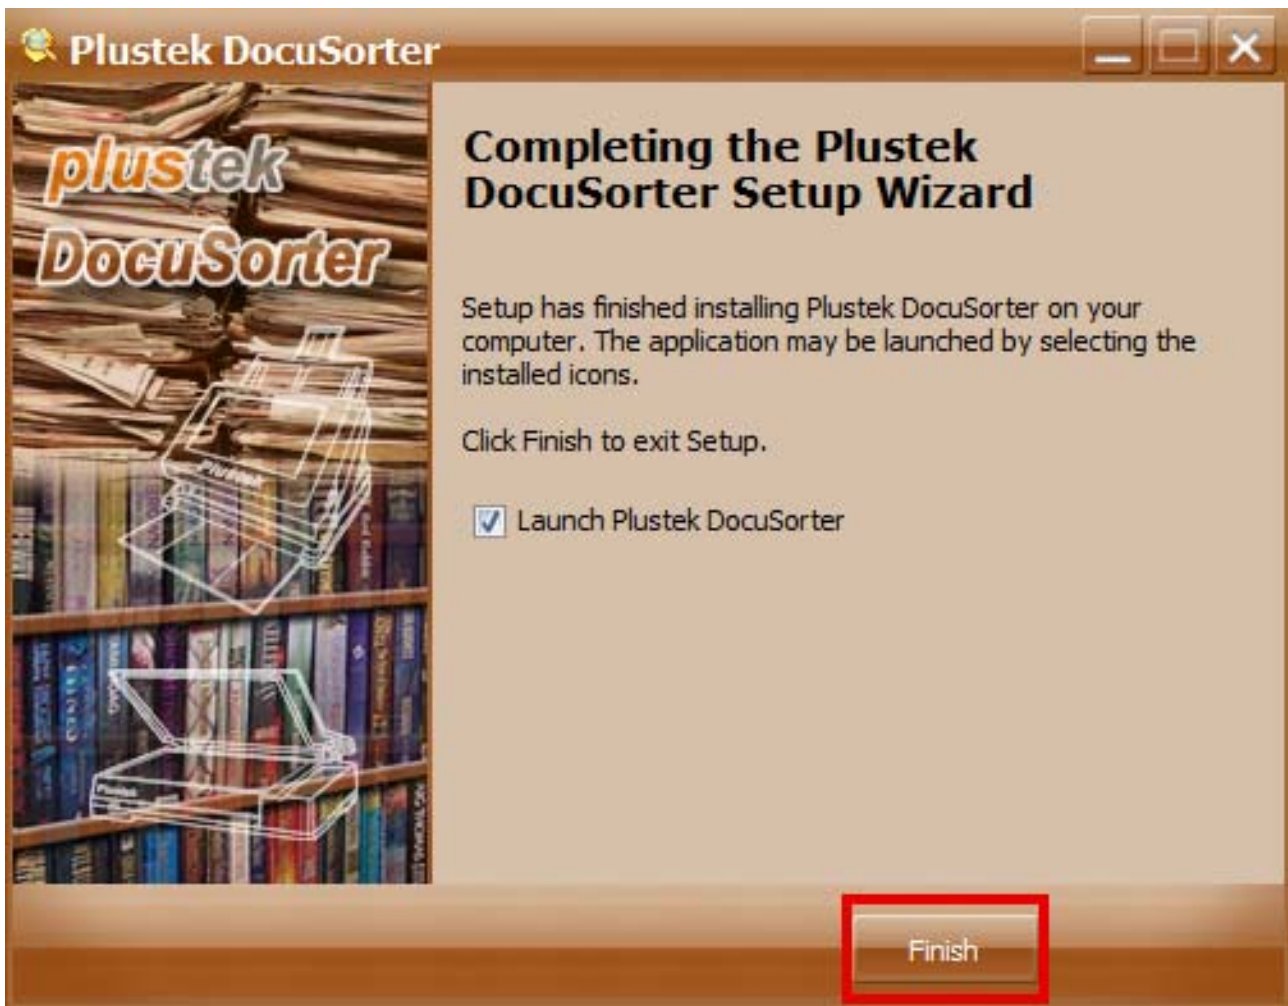 Plustek DocuSorter
plustek
DocuSorter
Plustek
Plustek
Completing the Plustek
DocuSorter Setup Wizard
Setup has finished installing Plustek DocuSorter on your
computer. The application may be launched by selecting the
installed icons.
Click Finish to exit Setup.
Launch Plustek DocuSorter
Finish